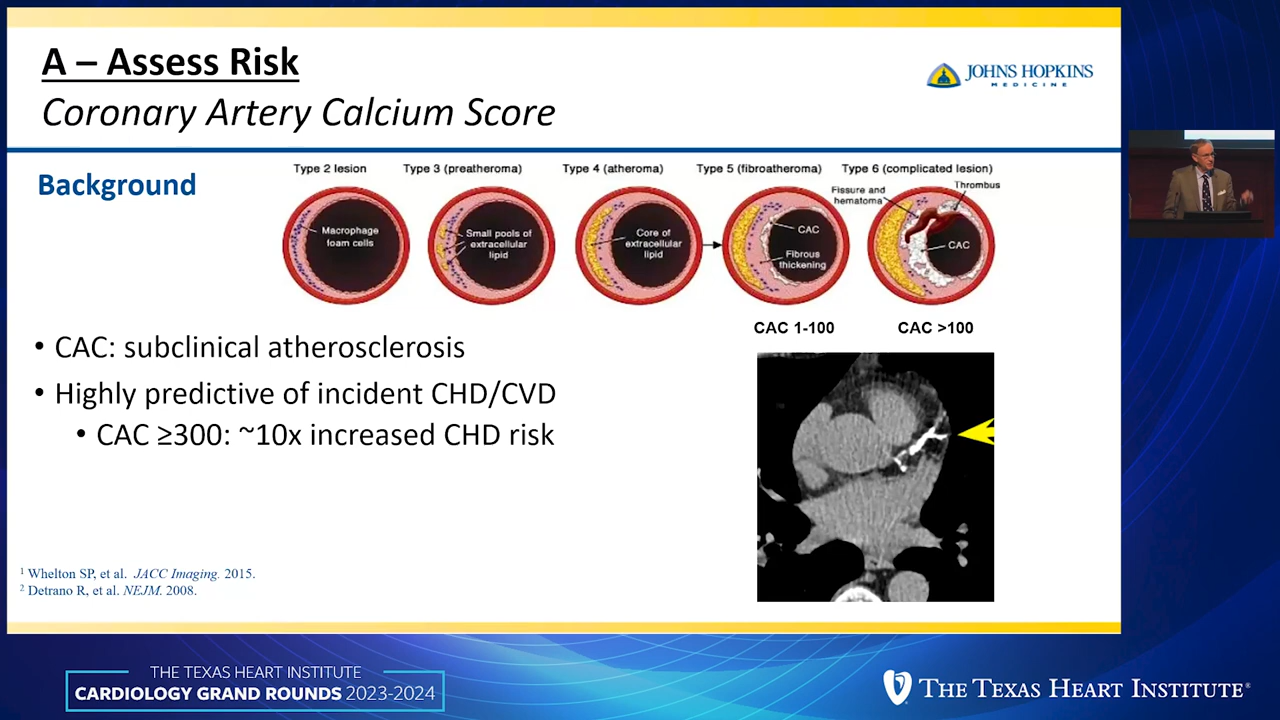 A – Assess Risk
Coronary Artery Calcium Score
JOHNS HOPKINS
MEDICINE
Background
Type 2 lesion
Type 3 (preatheroma)
Type 4 (atheroma)
Type 5 (fibroatheroma)
Type 6 (complicated lesion)
Macrophage
foam cells
Small pools of
extracellular
lipid
Core of
extracellular
lipid
CAC
Fibrous
thickening
Fissure and
hematoma
Thrombus
CAC
CAC 1-100
CAC >100
• CAC: subclinical atherosclerosis
• Highly predictive of incident CHD/CVD
• CAC ≥300: ~10x increased CHD risk
1 Whelton SP, et al. JACC Imaging. 2015.
2 Detrano R, et al. NEJM. 2008.
THE TEXAS HEART INSTITUTE
CARDIOLOGY GRAND ROUNDS 2023-2024
THE TEXAS HEART INSTITUTE®